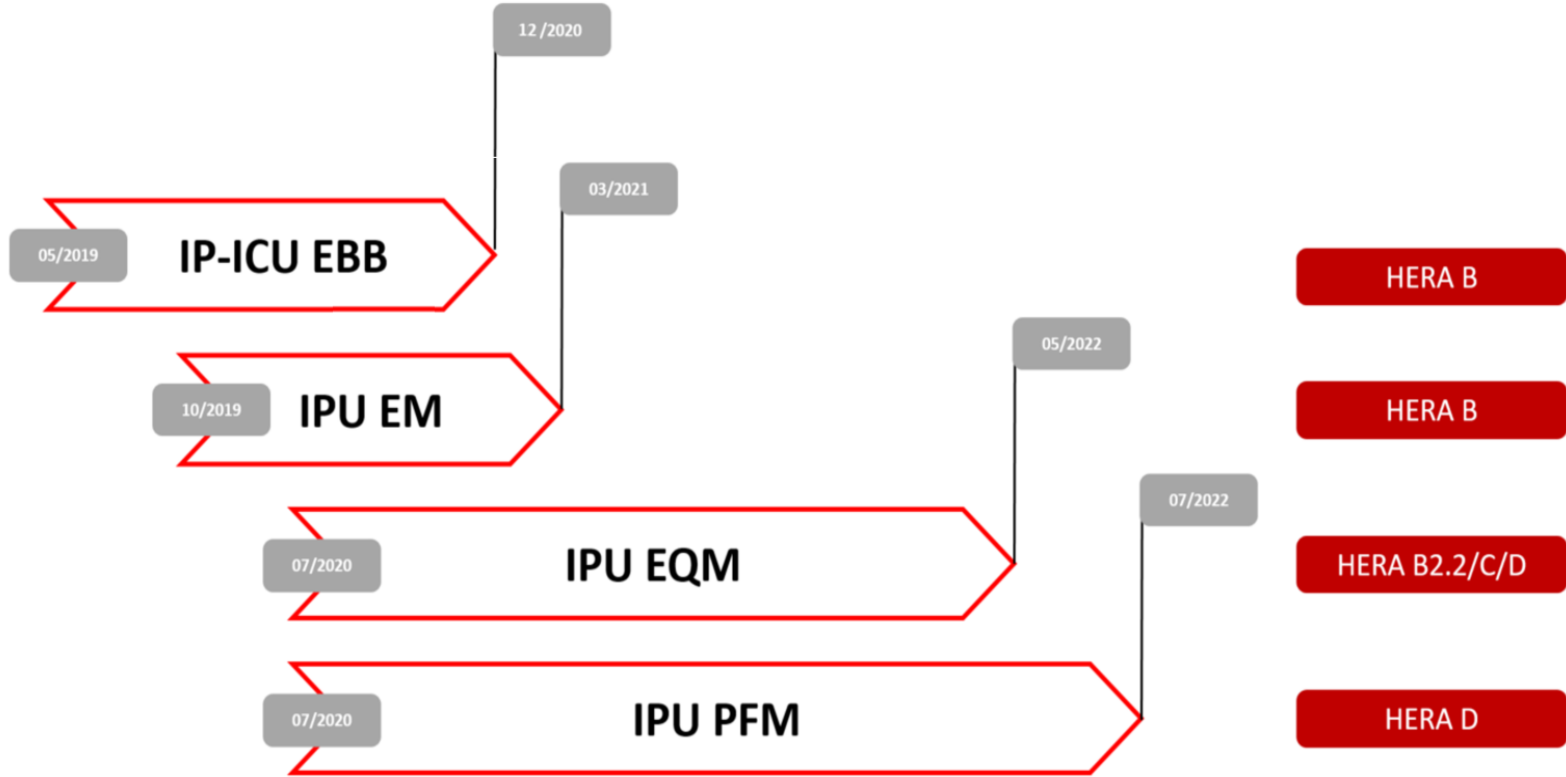 12 /2020
03/2021
05/2019
IP-ICU EBB
HERA B
05/2022
10/2019
IPU EM
HERA B
07/2022
07/2020
IPU EQM
HERA B2.2/C/D
07/2020
IPU PFM
HERA D